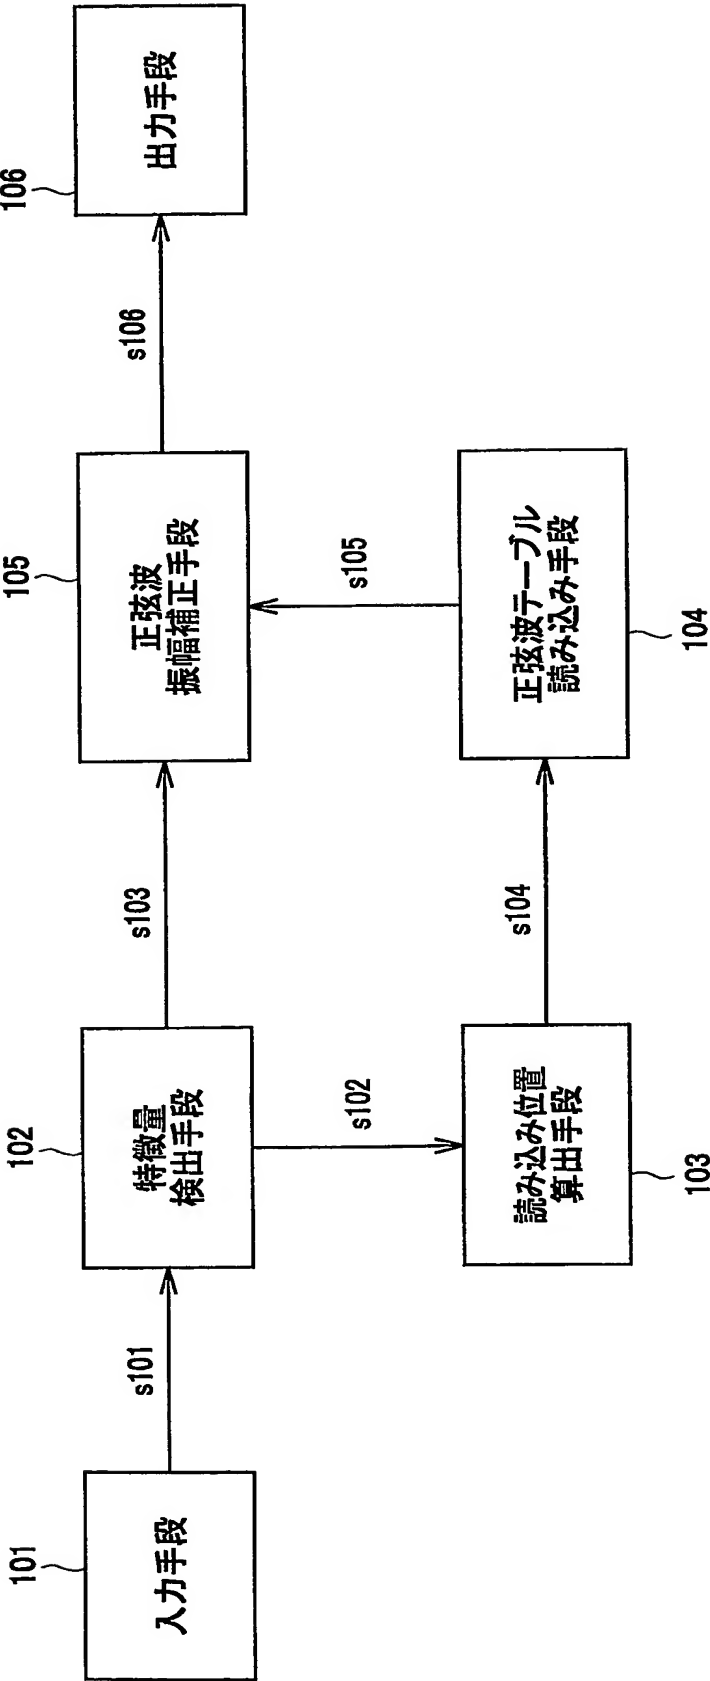 101
入力手段
s101
102
特徴量
検出手段
s103
105
正弦波
振幅補正手段
s106
106
出力手段
s102
s105
読み込み位置
算出手段
103
s104
正弦波テーブル
読み込み手段
104